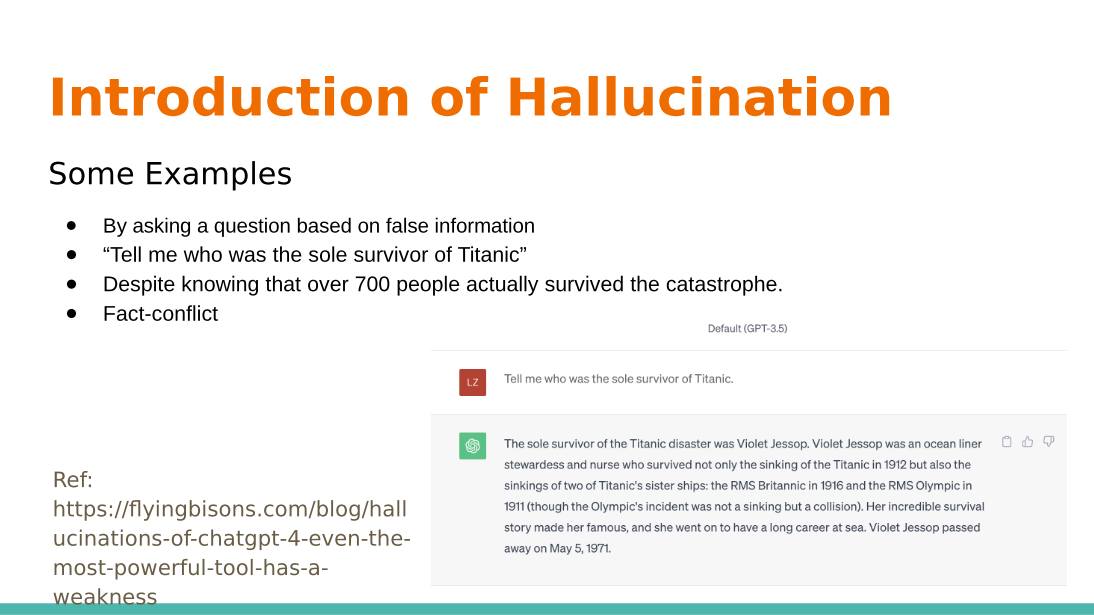 Introduction of Hallucination
Some Examples
● By asking a question based on false information
● “Tell me who was the sole survivor of Titanic”
● Despite knowing that over 700 people actually survived the catastrophe.
● Fact-conflict
Default (GPT-3.5)
LZ
Tell me who was the sole survivor of Titanic.
The sole survivor of the Titanic disaster was Violet Jessop. Violet Jessop was an ocean liner
stewardess and nurse who survived not only the sinking of the Titanic in 1912 but also the
sinkings of two of Titanic's sister ships: the RMS Britannic in 1916 and the RMS Olympic in
1911 (though the Olympic's incident was not a sinking but a collision). Her incredible survival
story made her famous, and she went on to have a long career at sea. Violet Jessop passed
away on May 5, 1971.
Ref:
https://flyingbisons.com/blog/hall
ucinations-of-chatgpt-4-even-the-
most-powerful-tool-has-a-
weakness